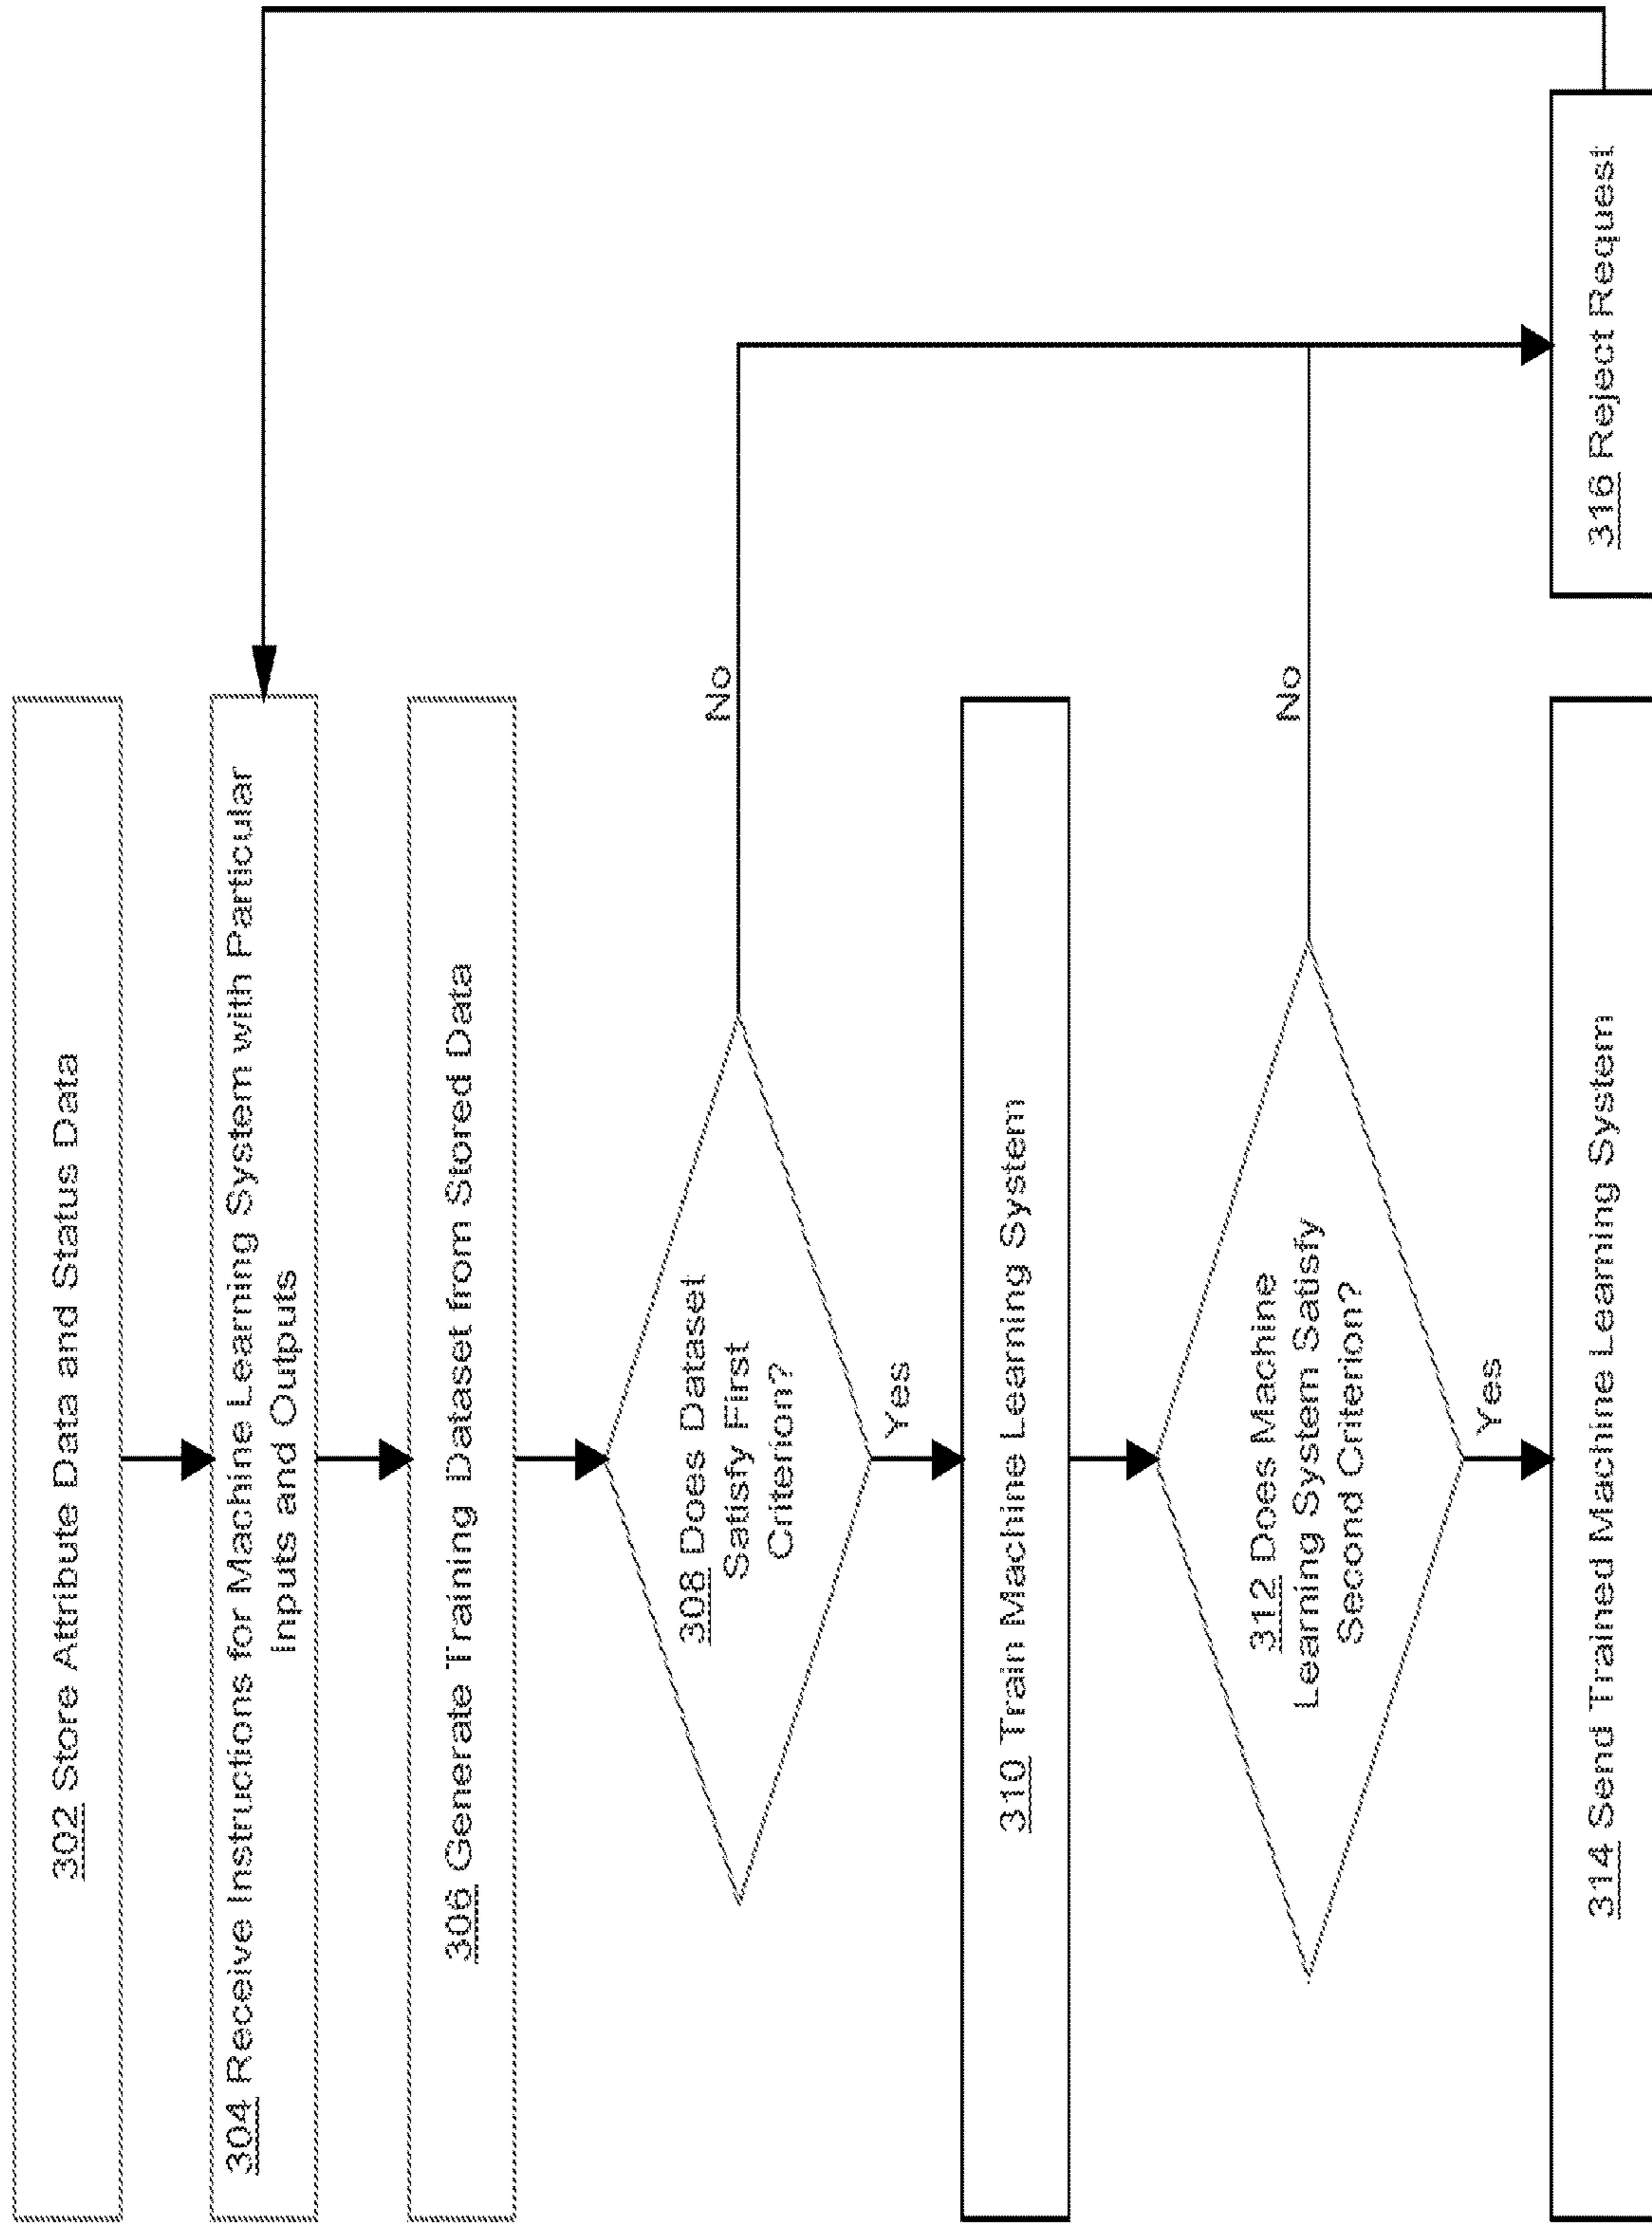 302 Store Attribute Data and Status Data
304 Receive Instructions for Machine Learning System with Particular
Inputs and Outputs
306 Generate Training Dataset from Stored Data
308 Does Dataset
Satisfy First
Criterion?
No
Yes
310 Train Machine Learning System
312 Does Machine
Learning System Satisfy
Second Criterion?
No
Yes
314 Send Trained Machine Learning System
316 Reject Request